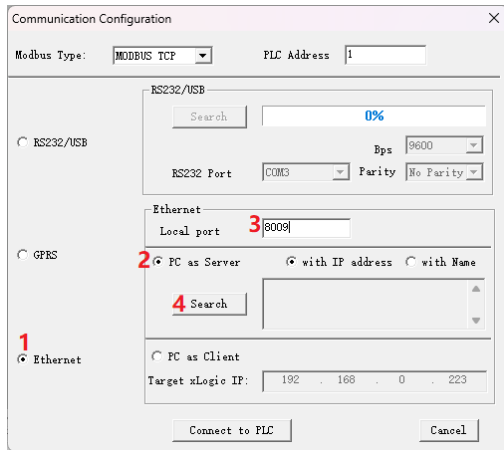 Communication Configuration
Modbus Type: MODBUS TCP PLC Address 1
RS232/USB
Search 0%
RS232/USB
Bps 9600
RS232 Port COM3 Parity No Parity
Ethernet
Local port 3 8009
GPRS
2 PC as Server with IP address with Name
4 Search
1
Ethernet
PC as Client
Target xLogic IP: 192 . 168 . 0 . 223
Connect to PLC Cancel